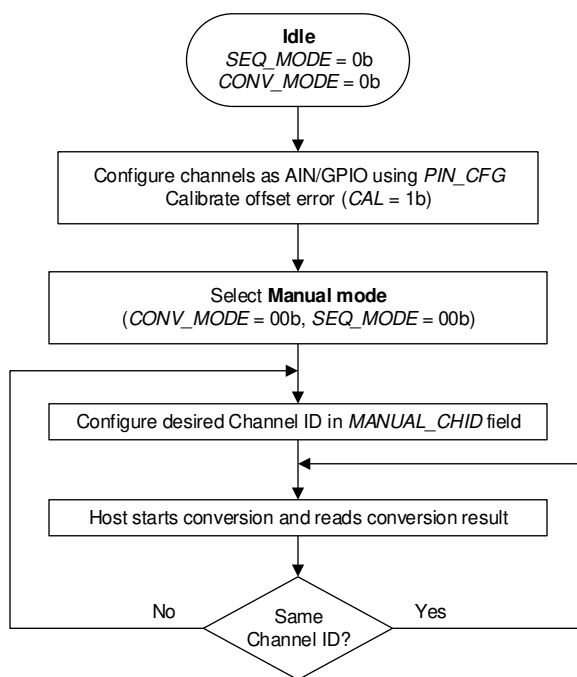 Idle
SEQ_MODE = 0b
CONV_MODE = 0b
Configure channels as AIN/GPIO using PIN_CFG
Calibrate offset error (CAL = 1b)
Select Manual mode
(CONV_MODE = 00b, SEQ_MODE = 00b)
Configure desired Channel ID in MANUAL_CHID field
Host starts conversion and reads conversion result
No
Same
Channel ID?
Yes